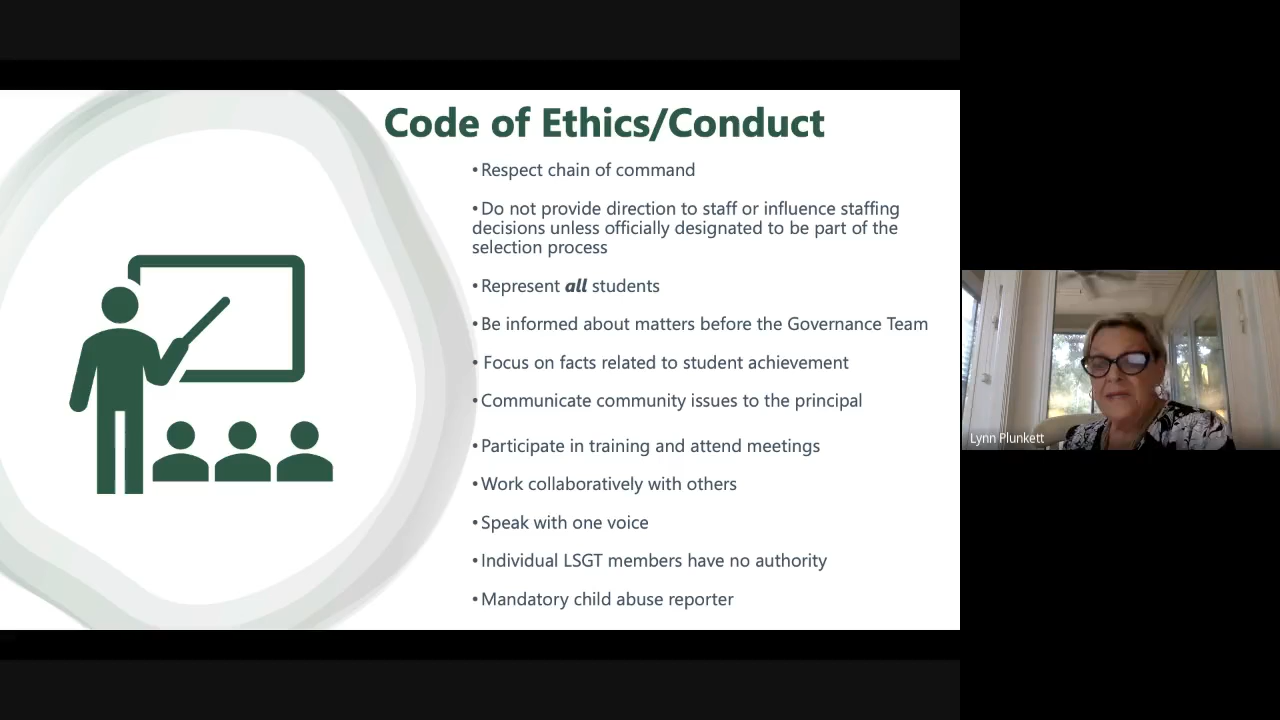 Code of Ethics/Conduct
•Respect chain of command
•Do not provide direction to staff or influence staffing
decisions unless officially designated to be part of the
selection process
•Represent all students
•Be informed about matters before the Governance Team
• Focus on facts related to student achievement
•Communicate community issues to the principal
•Participate in training and attend meetings
•Work collaboratively with others
•Speak with one voice
•Individual LSGT members have no authority
•Mandatory child abuse reporter
Lynn Plunkett